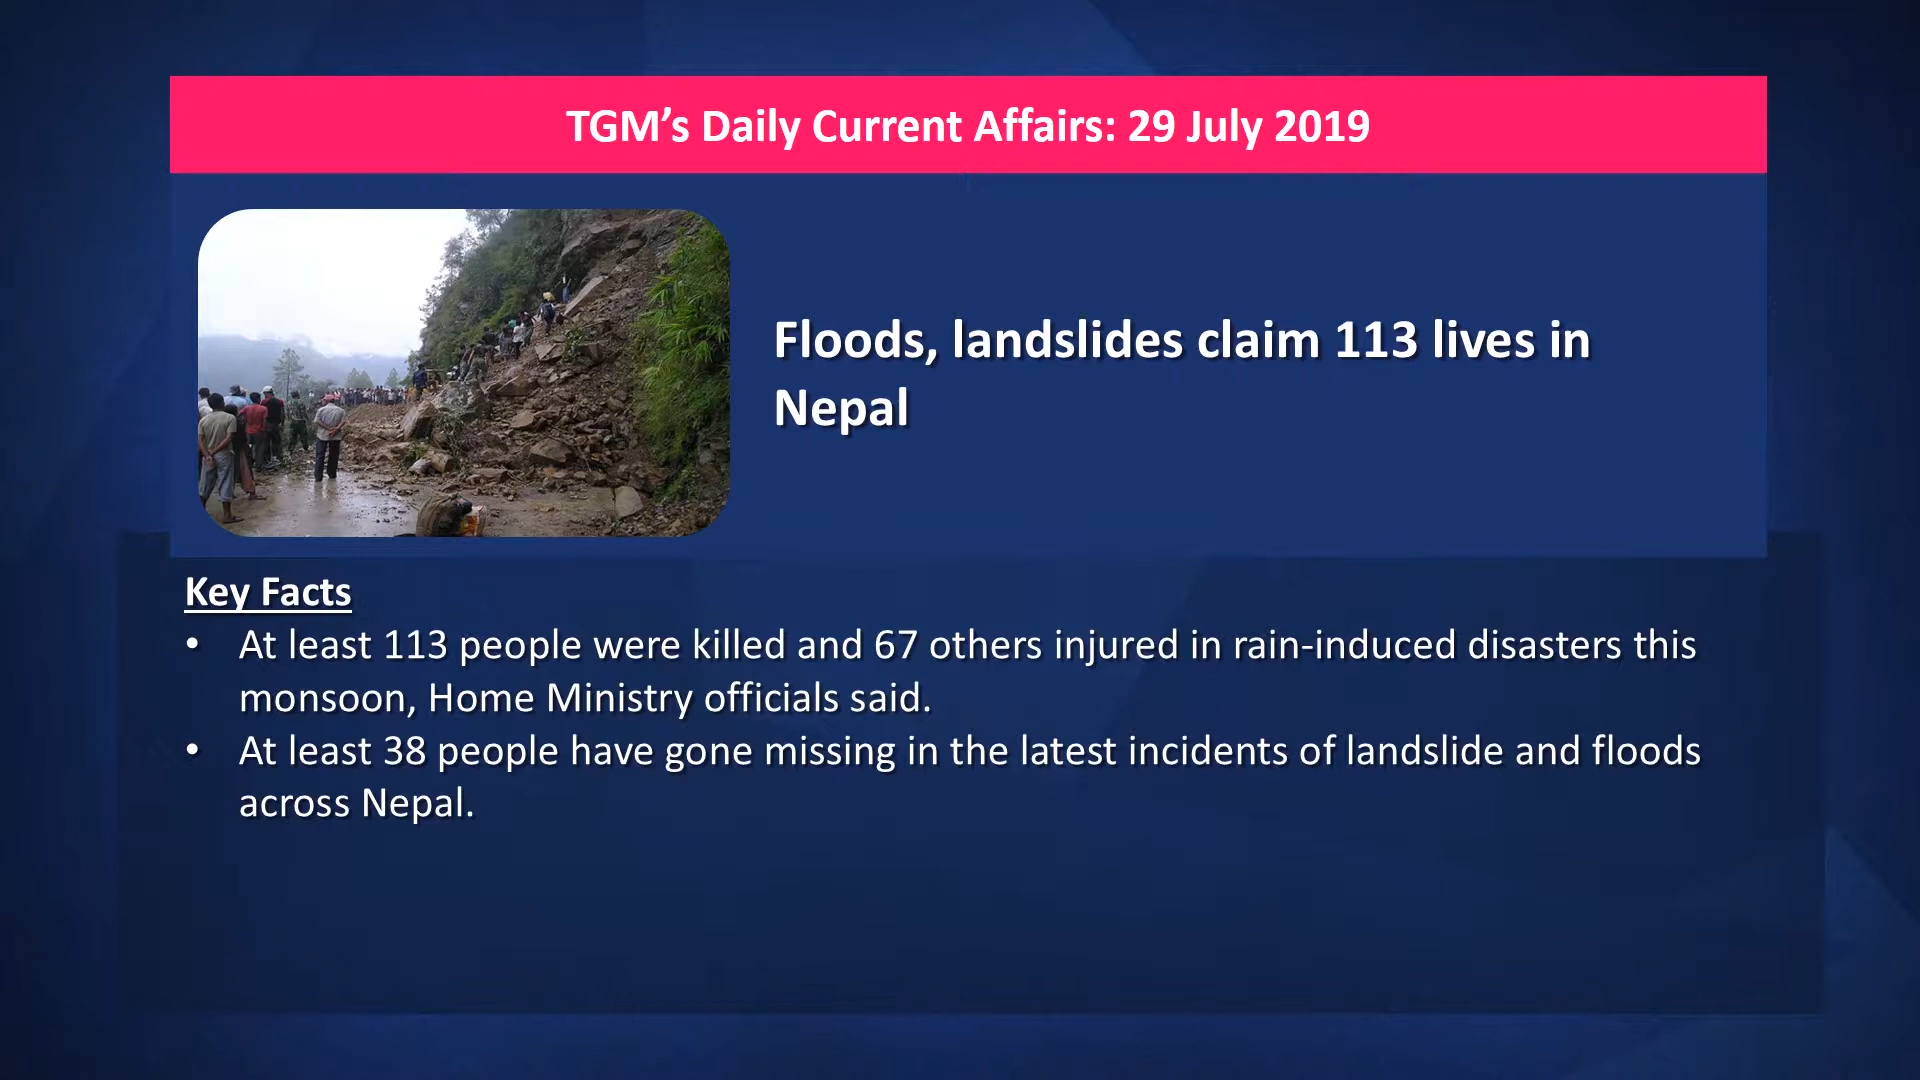 TGM’s Daily Current Affairs: 29 July 2019
Floods, landslides claim 113 lives in
Nepal
Key Facts
• At least 113 people were killed and 67 others injured in rain-induced disasters this
monsoon, Home Ministry officials said.
• At least 38 people have gone missing in the latest incidents of landslide and floods
across Nepal.